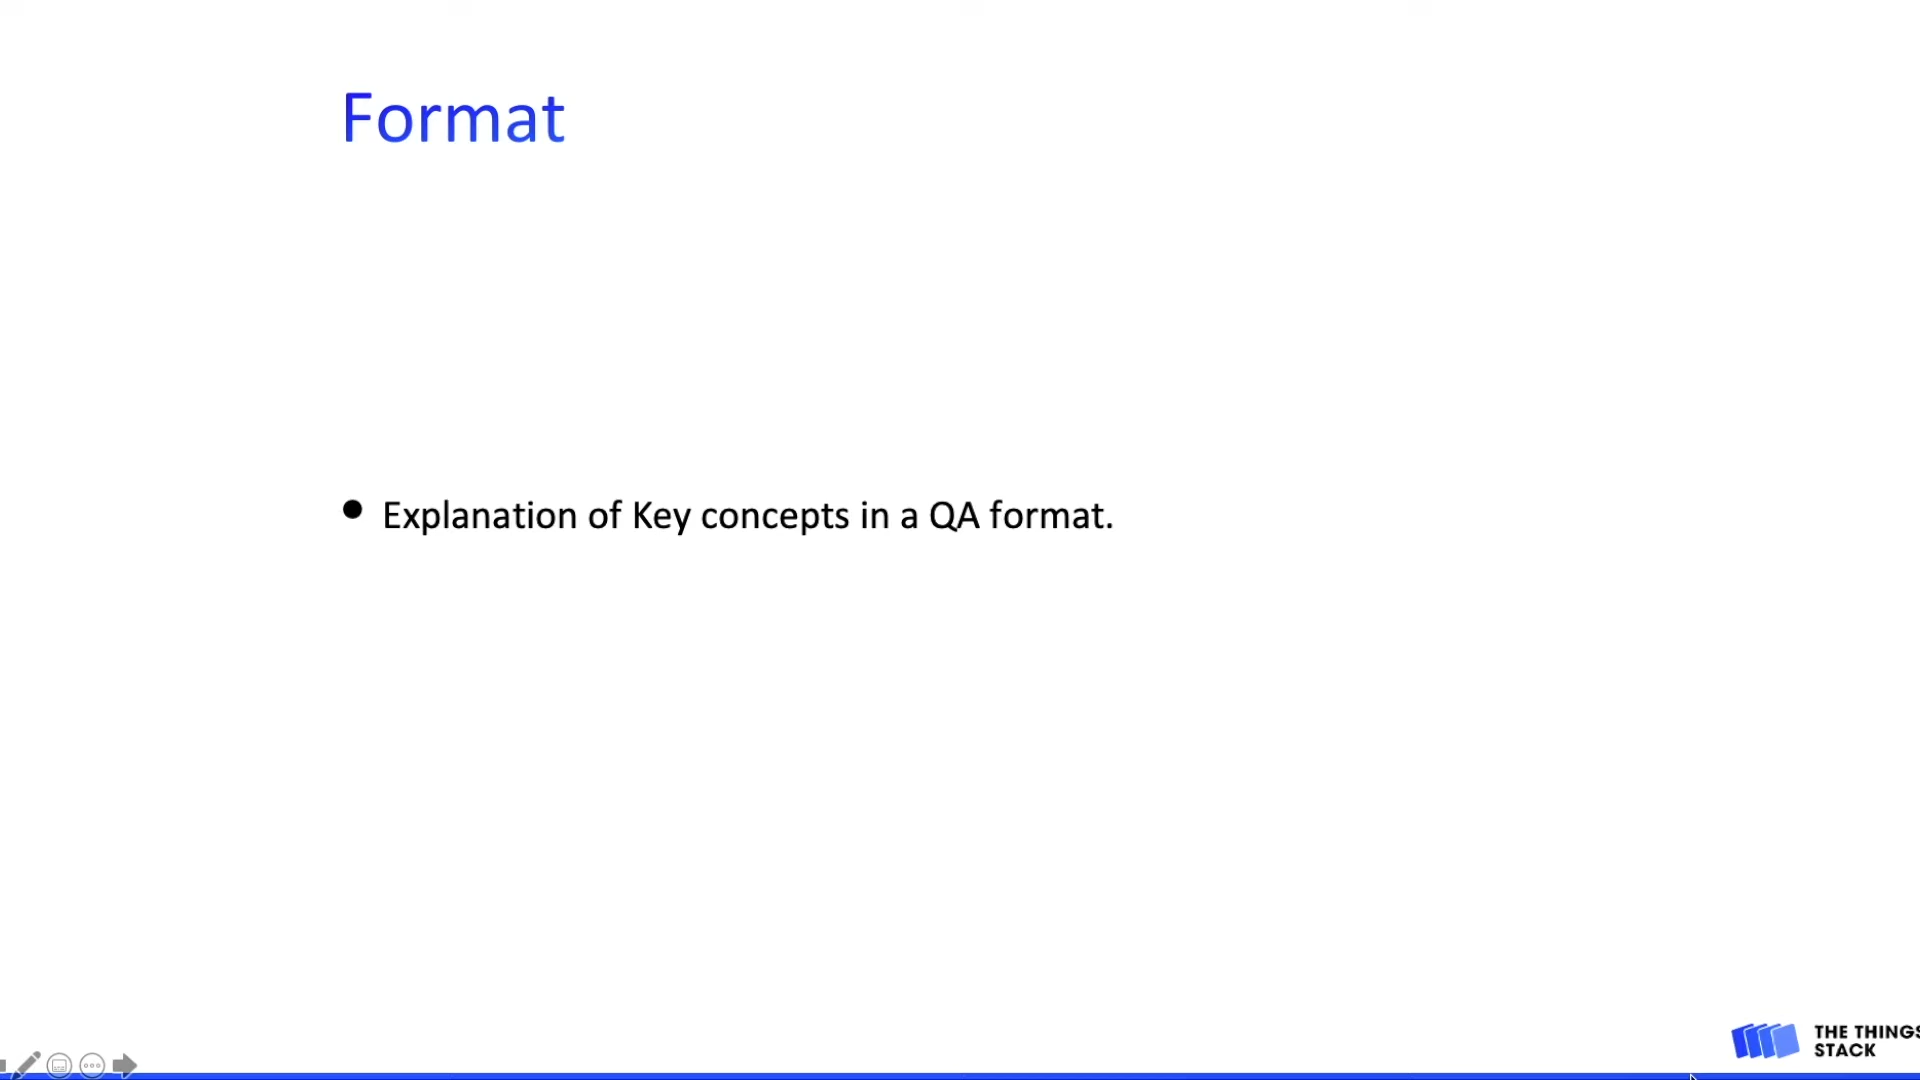 Format
• Explanation of Key concepts in a QA format.
THE THINGS
STACK